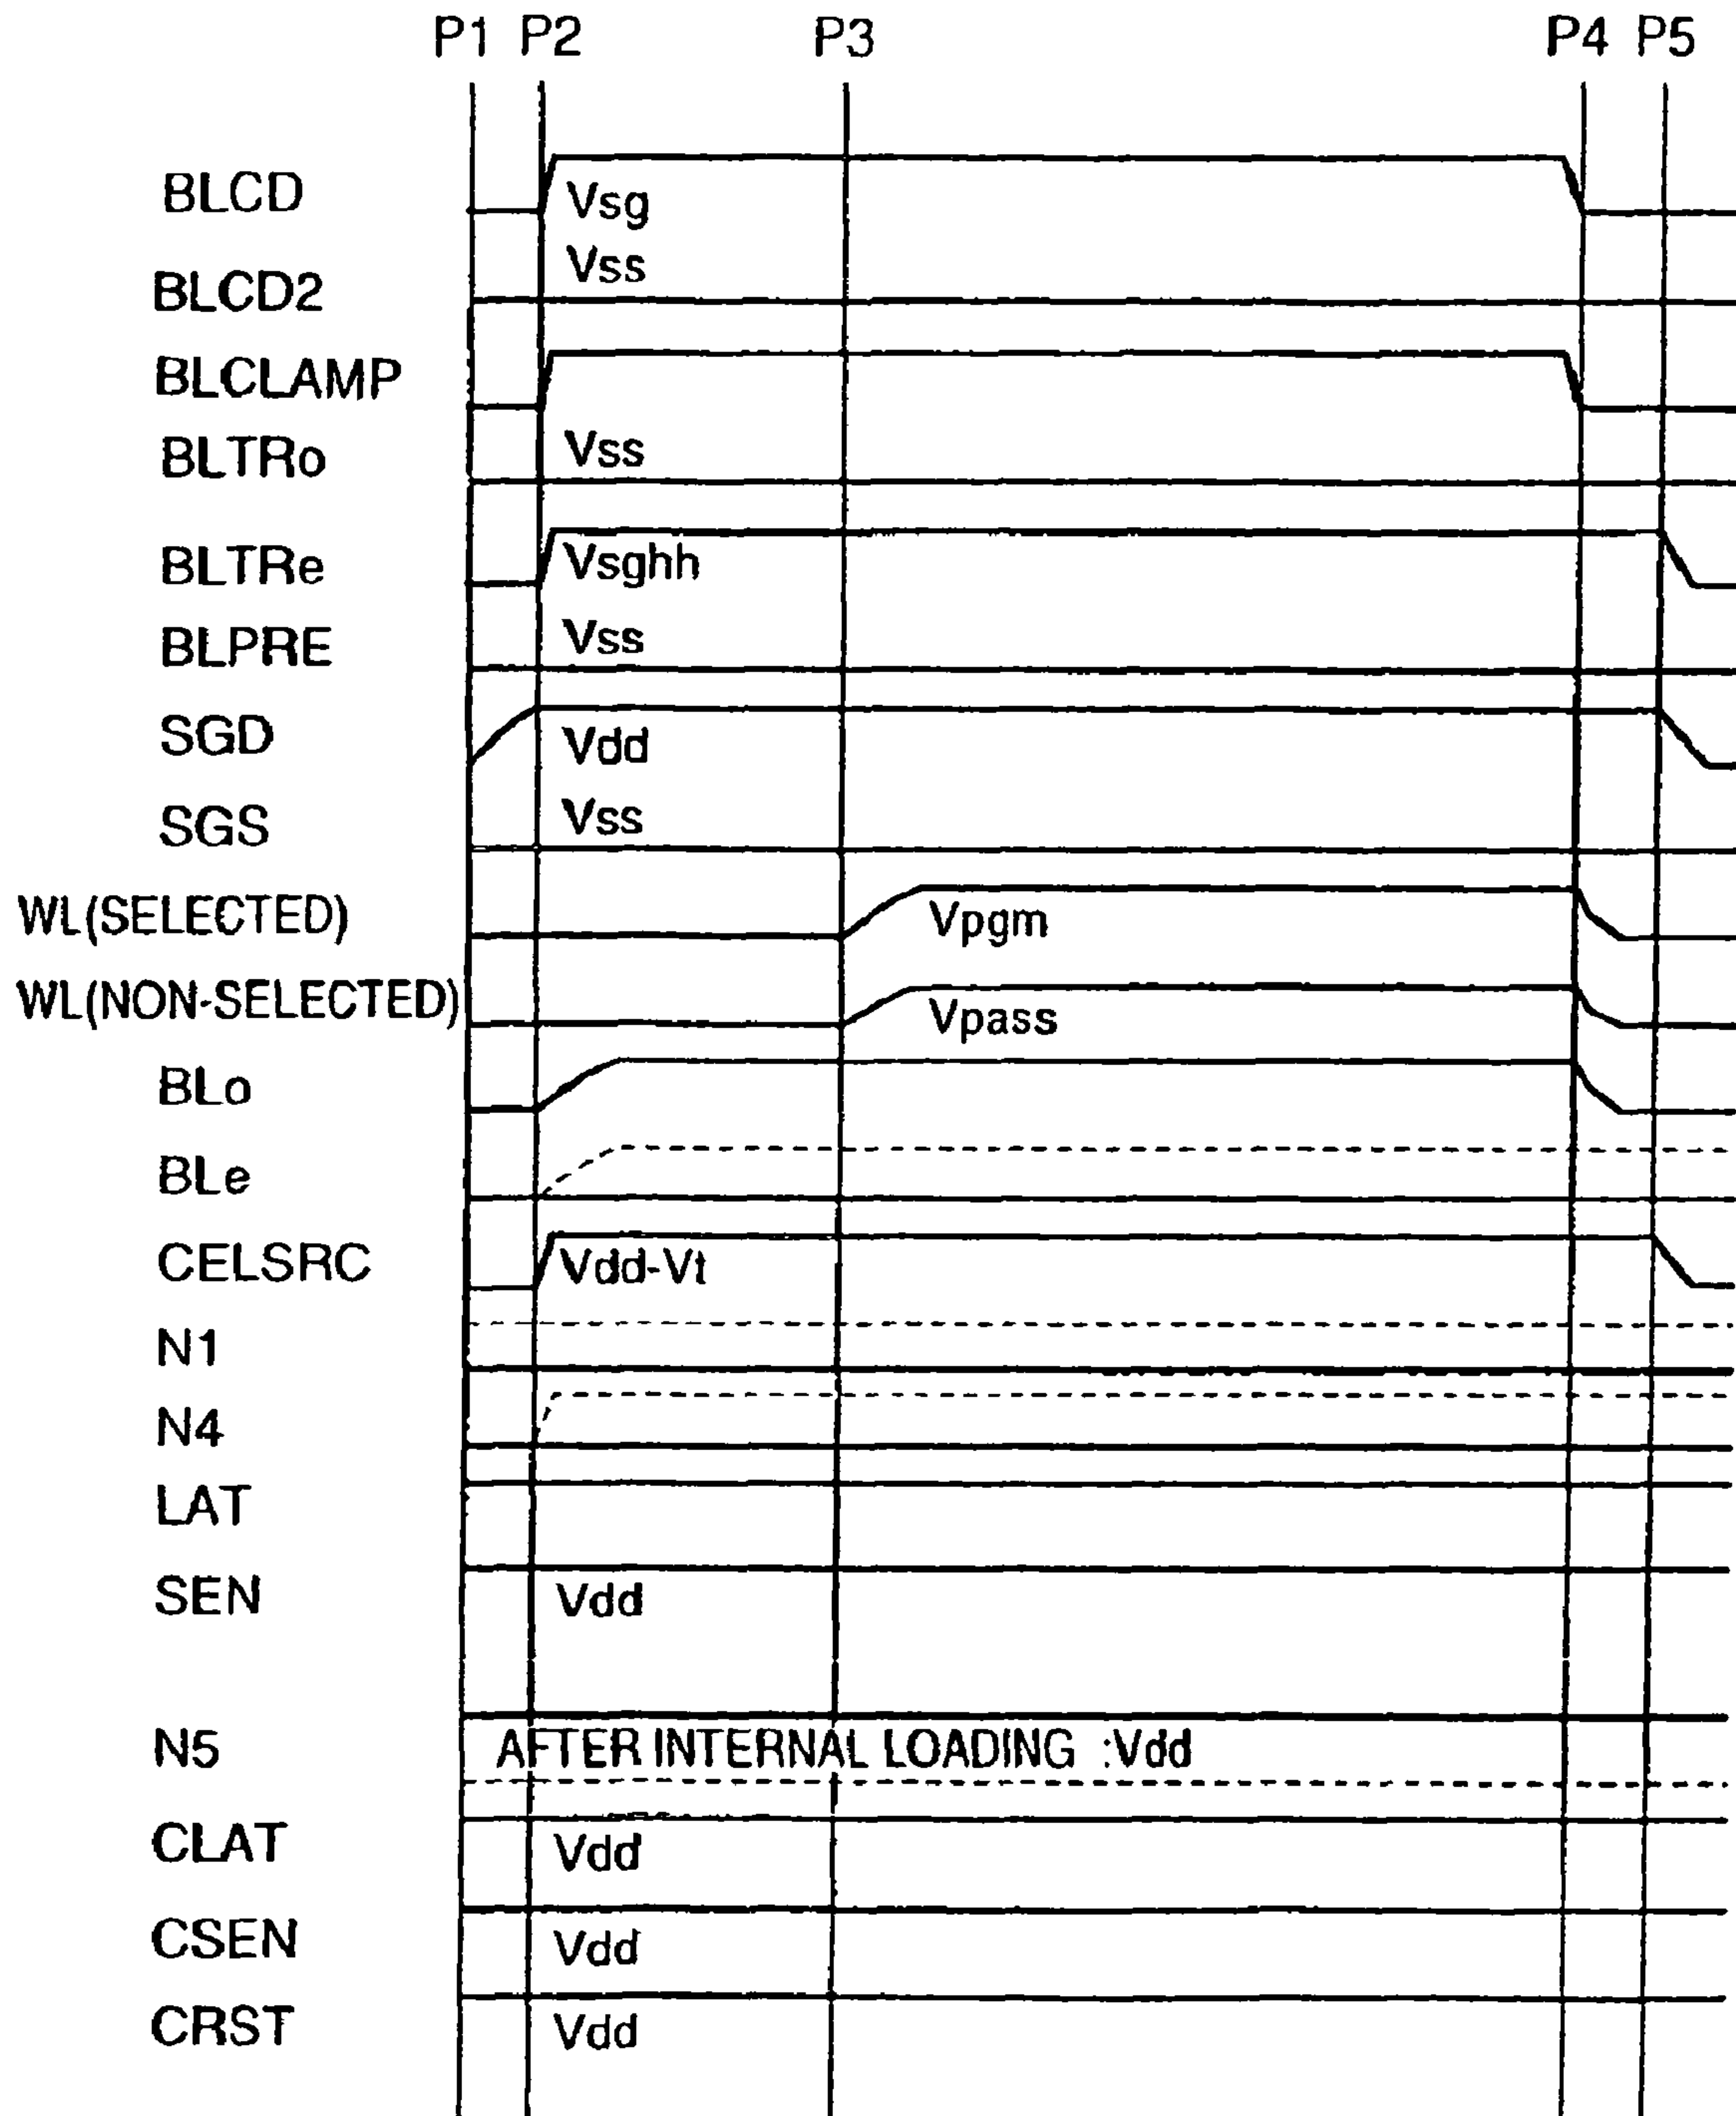 P1 P2 P3 P4 P5
BLCD Vsg
BLCD2 Vss
BLCLAMP
BLTRo Vss
BLTRe Vsghh
BLPRE Vss
SGD Vdd
SGS Vss
WL(SELECTED) Vpgm
WL(NON-SELECTED) Vpass
BLo
BLe
CELSRC Vdd-Vt
N1
N4
LAT
SEN Vdd
N5 AFTER INTERNAL LOADING :Vdd
CLAT Vdd
CSEN Vdd
CRST Vdd